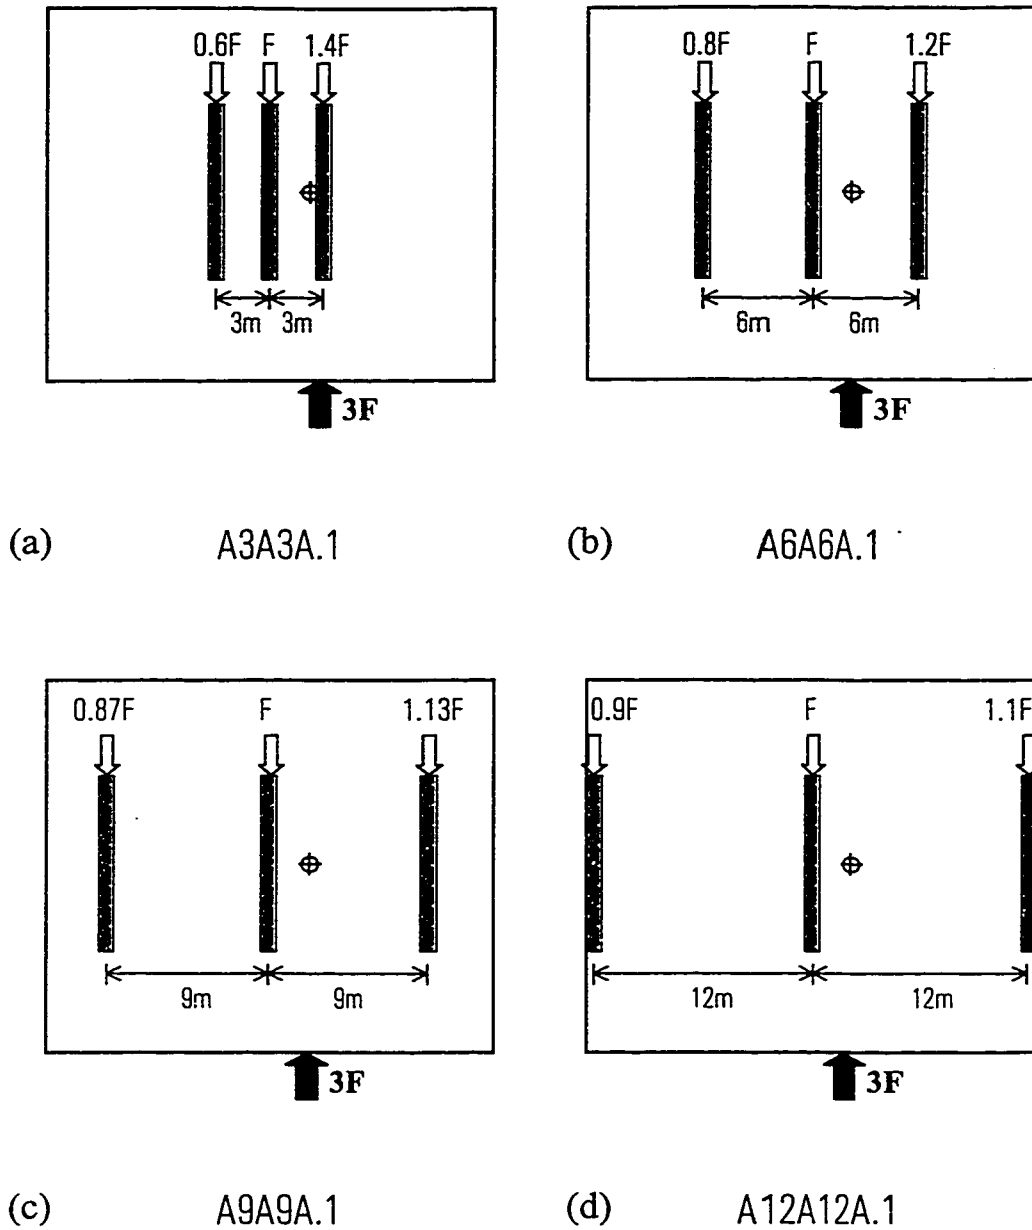 0.6F F 1.4F
3m 3m
3F
(a) A3A3A.1
0.8F F 1.2F
6m 6m
3F
(b) A6A6A.1
0.87F F 1.13F
9m 9m
3F
(c) A9A9A.1
0.9F F 1.1F
12m 12m
3F
(d) A12A12A.1